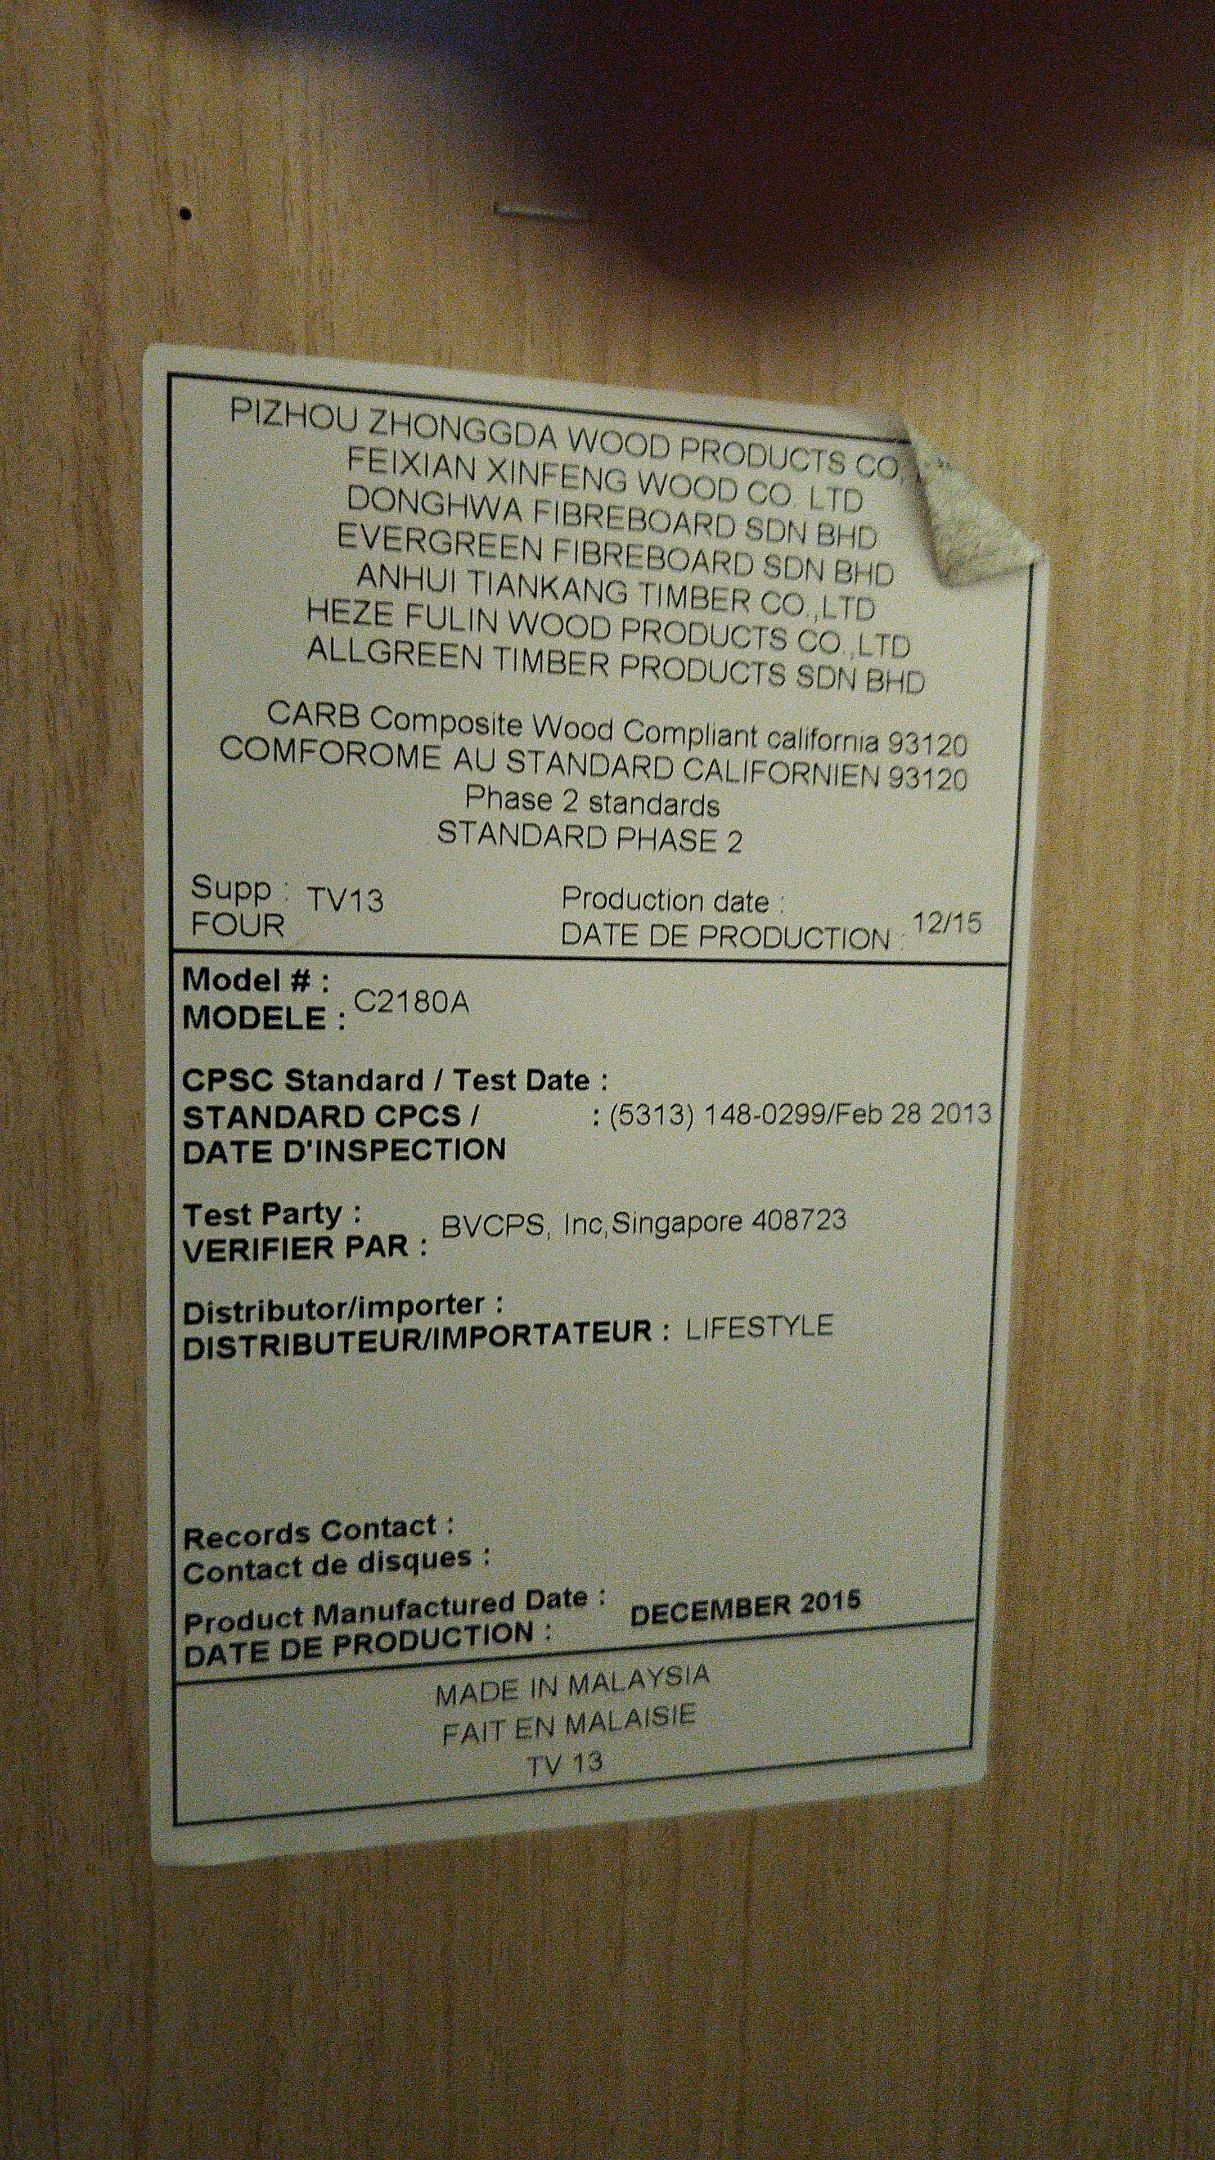 PIZHOU ZHONGGDA WOOD PRODUCTS CO,
FEIXIAN XINFENG WOOD CO. LTD
DONGHWA FIBREBOARD SDN BHD
EVERGREEN FIBREBOARD SDN BHD
ANHUI TIANKANG TIMBER CO.,LTD
HEZE FULIN WOOD PRODUCTS CO.,LTD
ALLGREEN TIMBER PRODUCTS SDN BHD
CARB Composite Wood Compliant california 93120
COMFOROME AU STANDARD CALIFORNIEN 93120
Phase 2 standards
STANDARD PHASE 2
Supp : TV13 Production date :
FOUR DATE DE PRODUCTION : 12/15
Model # :
MODELE : C2180A
CPSC Standard / Test Date :
STANDARD CPCS / : (5313) 148-0299/Feb 28 2013
DATE D'INSPECTION
Test Party :
VERIFIER PAR : BVCPS, Inc,Singapore 408723
Distributor/importer :
DISTRIBUTEUR/IMPORTATEUR : LIFESTYLE
Records Contact :
Contact de disques :
Product Manufactured Date :
DATE DE PRODUCTION : DECEMBER 2015
MADE IN MALAYSIA
FAIT EN MALAISIE
TV 13